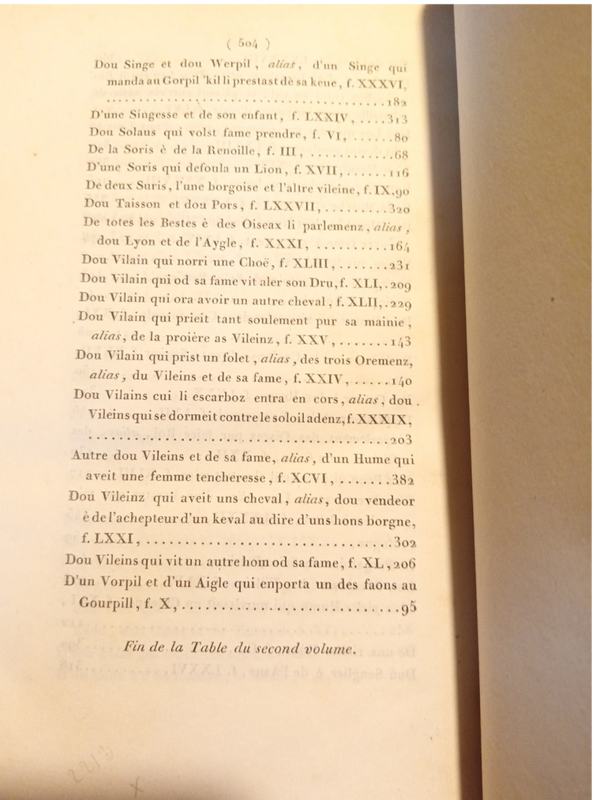 ( 504 )
Dou Singe et dou Werpil, alias, d'un Singe qui
manda au Gorpil 'kil li prestast dè sa keue, f. XXXVI,
........................................182
D'une Singesse et de son enfant, f. LXXIV, ....313
Dou Solaus qui volst fame prendre, f. VI, ......80
De la Soris è de la Renoille, f. III, ...........68
D'une Soris qui defoula un Lion, f. XVII, ......116
De deux Suris, l'une borgoise et l'altre vileine, f. IX, 90
Dou Taisson et dou Pors, f. LXXVII, .........320
De totes les Bestes è des Oiseax li parlemenz, alias,
dou Lyon et de l'Aygle, f. XXXI, .........164
Dou Vilain qui norri une Choë, f. XLIII, .......231
Dou Vilain qui od sa fame vit aler son Dru, f. XLI, .209
Dou Vilain qui ora avoir un autre cheval, f. XLII, .229
Dou Vilain qui prieit tant soulement pur sa mainie,
alias, de la proière as Vileinz, f. XXV, ......143
Dou Vilain qui prist un folet, alias, des trois Oremenz,
alias, du Vileins et de sa fame, f. XXIV, .....140
Dou Vilains cui li escarboz entra en cors, alias, dou
Vileins qui se dormeit contre le soloil adenz, f. XXXIX,
........................................203
Autre dou Vileins et de sa fame, alias, d'un Hume qui
aveit une femme tencheresse, f. XCVI, .......382
Dou Vileinz qui aveit uns cheval, alias, dou vendeor
è de l'achepteur d'un keval au dire d'uns hons borgne,
f. LXXI, ................................302
Dou Vileins qui vit un autre hom od sa fame, f. XL, 206
D'un Vorpil et d'un Aigle qui enporta un des faons au
Gourpill, f. X, ...........................95
Fin de la Table du second volume.